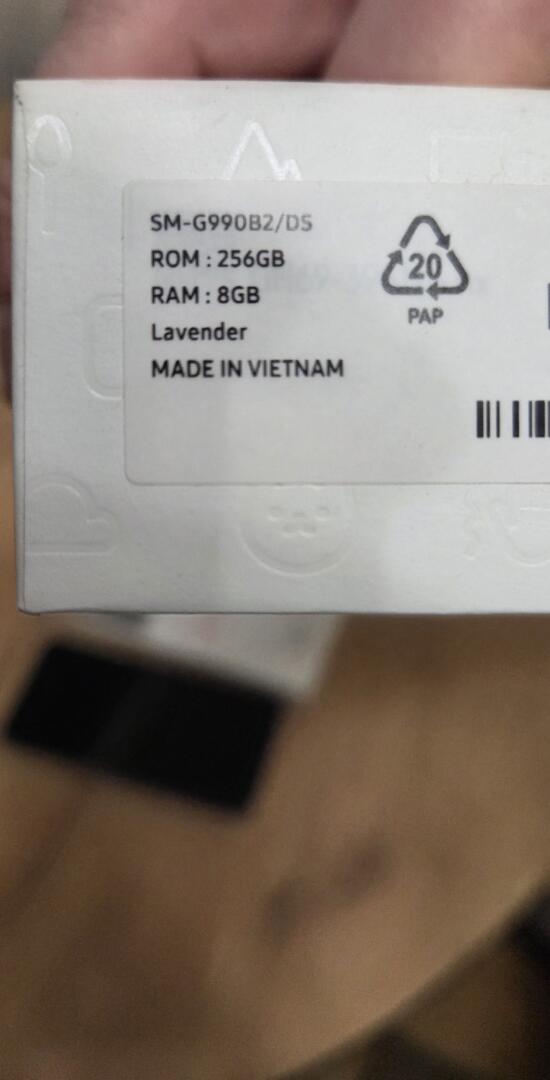 SM-G990B2/DS
ROM : 256GB
RAM : 8GB
Lavender
MADE IN VIETNAM
20
PAP